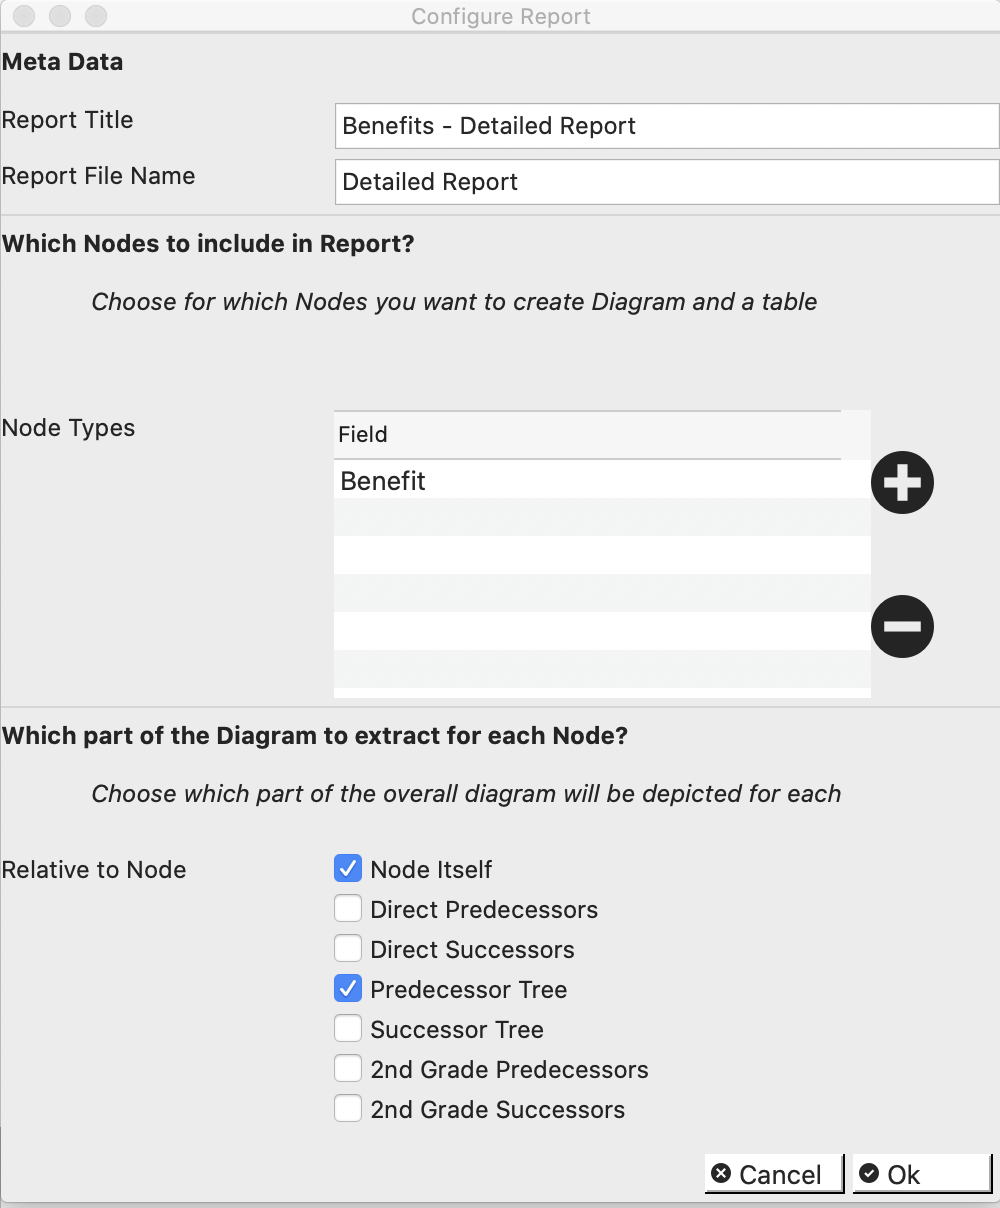 Configure Report
Meta Data
Report Title
Benefits - Detailed Report
Report File Name
Detailed Report
Which Nodes to include in Report?
Choose for which Nodes you want to create Diagram and a table
Node Types
Field
Benefit
Which part of the Diagram to extract for each Node?
Choose which part of the overall diagram will be depicted for each
Relative to Node
Node Itself
Direct Predecessors
Direct Successors
Predecessor Tree
Successor Tree
2nd Grade Predecessors
2nd Grade Successors
Cancel
Ok